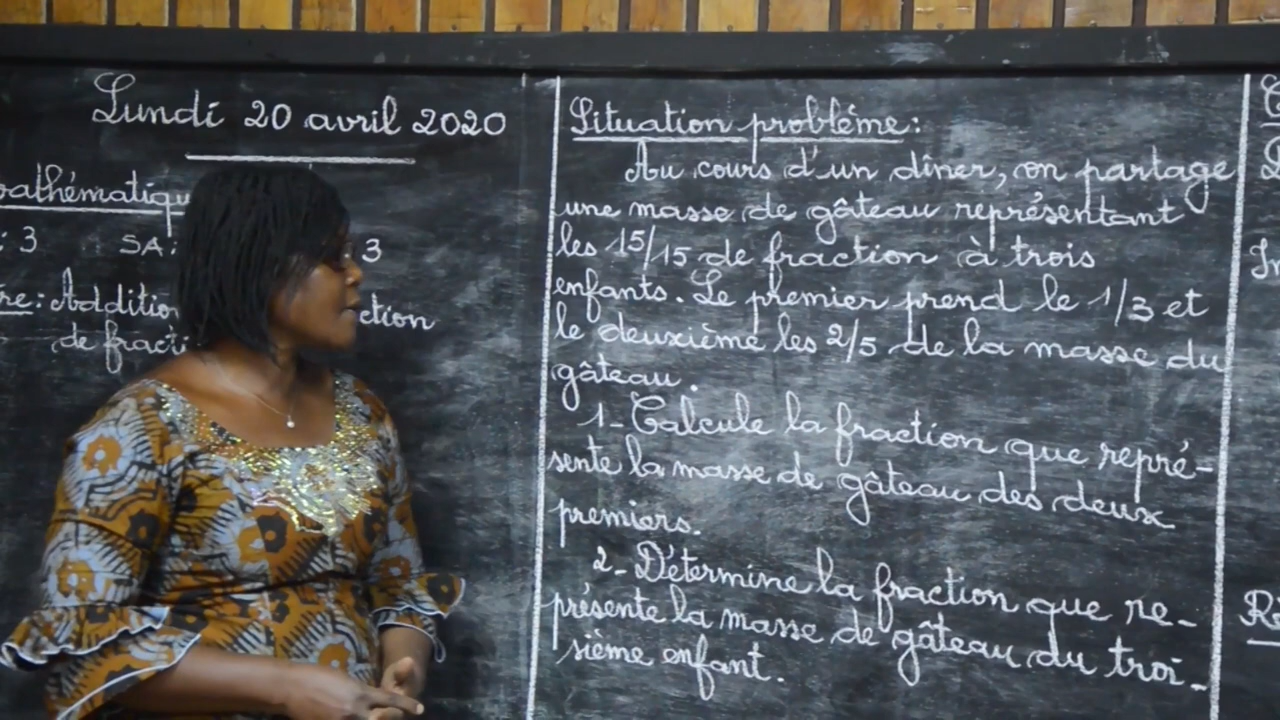 Lundi 20 avril 2020
: 3 SA: 3
re: Addition
de fracti
Situation problème:
Au cours d'un dîner, on partage
une masse de gâteau représentant
les 15/15 de fraction à trois
enfants. Le premier prend le 1/3 et
le deuxième les 2/5 de la masse du
gâteau.
1- Calcule la fraction que repré-
sente la masse de gâteau des deux
premiers.
2- Détermine la fraction que re-
présente la masse de gâteau du troi-
sième enfant.